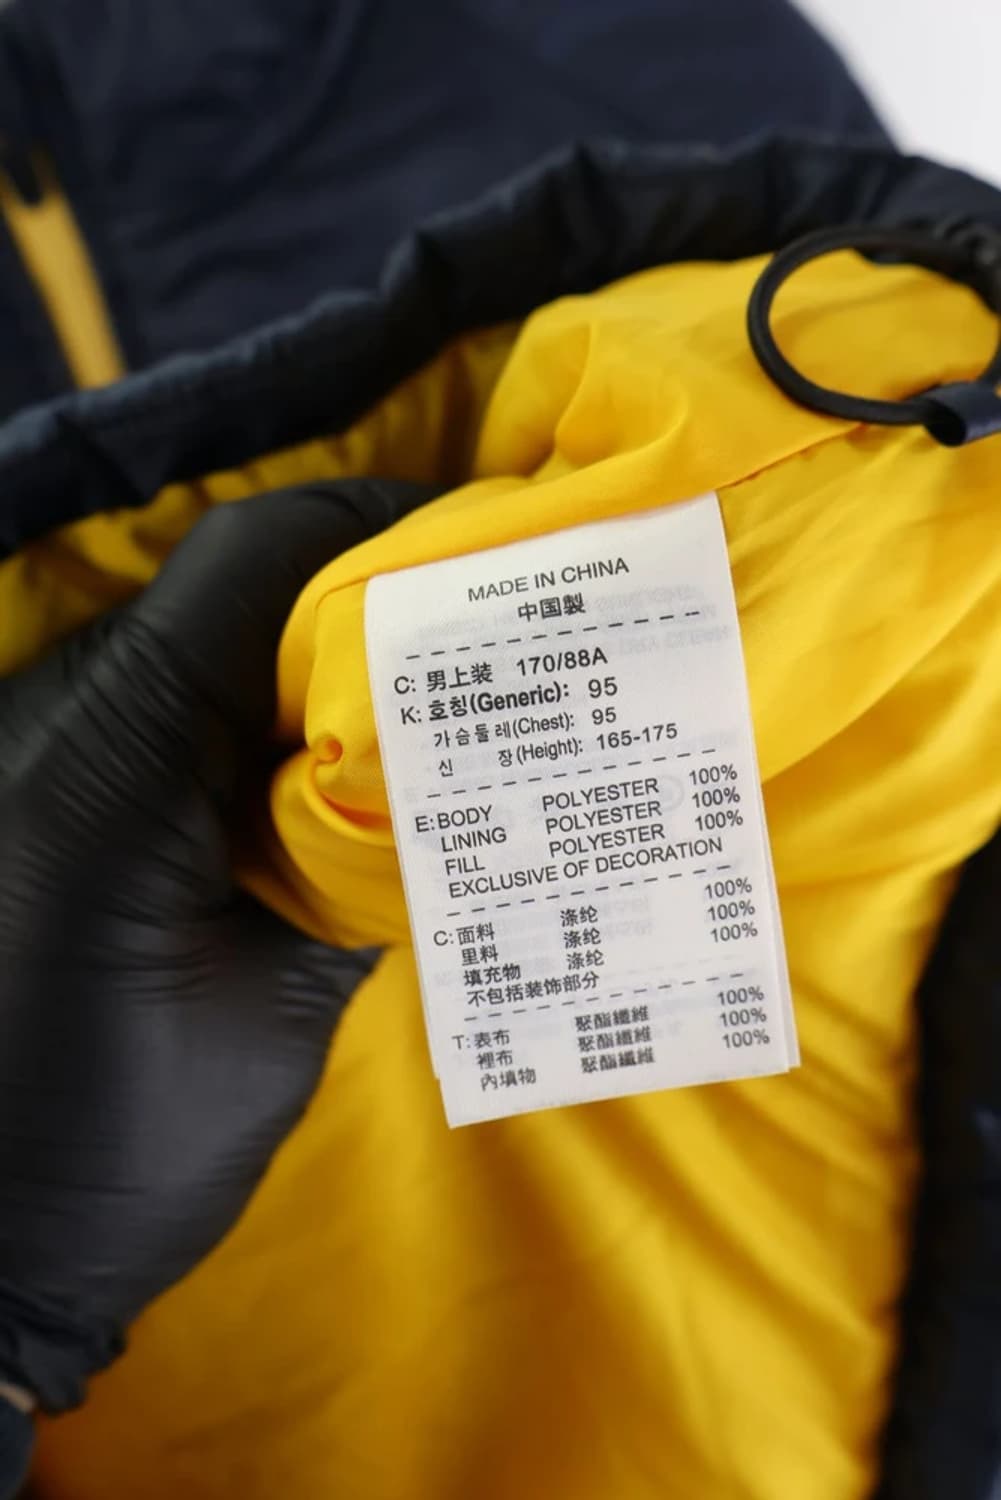 MADE IN CHINA
中国製
C: 男上装 170/88A
K: 호칭(Generic): 95
가슴둘레(Chest): 95
신 장(Height): 165-175
E: BODY POLYESTER 100%
LINING POLYESTER 100%
FILL POLYESTER 100%
EXCLUSIVE OF DECORATION
C: 面料 涤纶 100%
里料 涤纶 100%
填充物 涤纶 100%
不包括装饰部分
T: 表布 聚酯纖維 100%
裡布 聚酯纖維 100%
內填物 聚酯纖維 100%